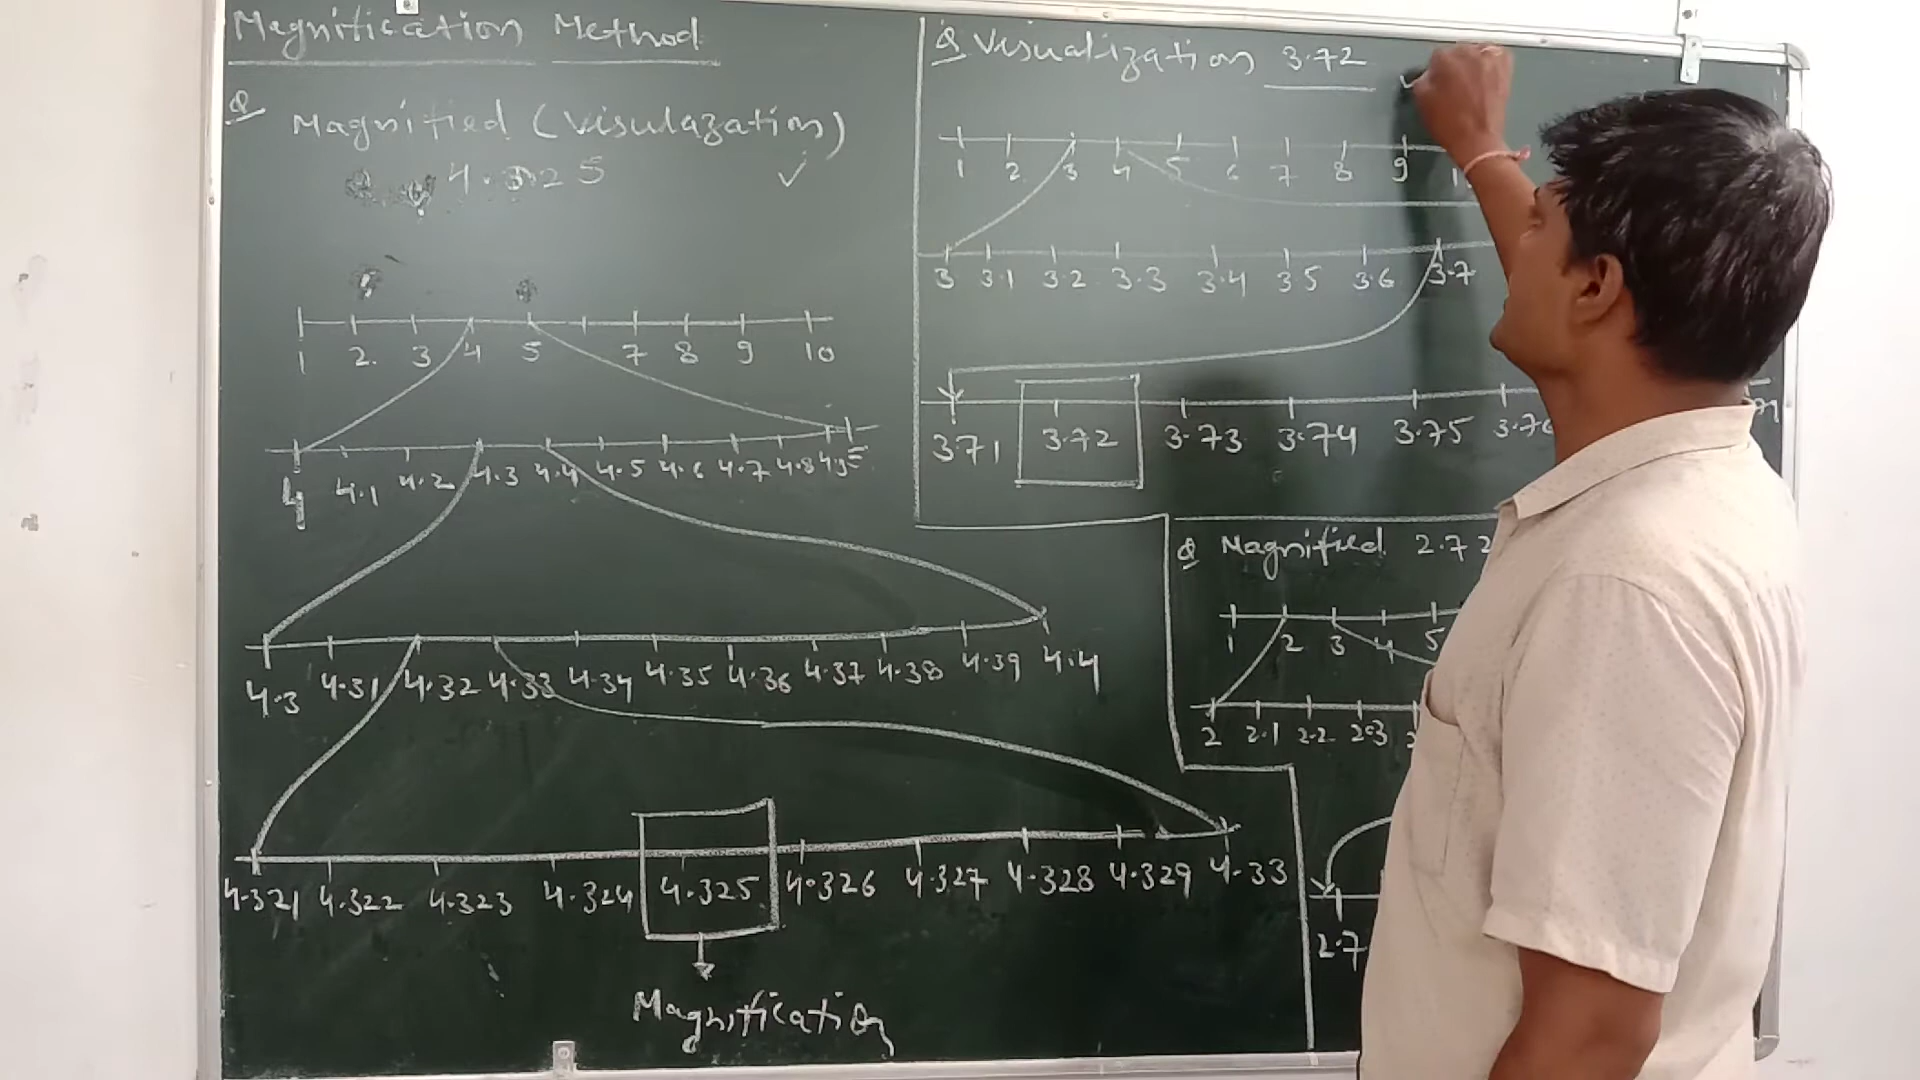 Magnification Method
Q Magnified (Visulazation)
4.325
1 2. 3 4 5 7 8 9 10
4 4.1 4.2 4.3 4.4 4.5 4.6 4.7 4.8 4.9 5
4.3 4.31 4.32 4.33 4.34 4.35 4.36 4.37 4.38 4.39 4.4
4.321 4.322 4.323 4.324 4.325 4.326 4.327 4.328 4.329 4.33
Magnification
Q Visualization 3.72
1 2 3 4 5 6 7 8 9
3 3.1 3.2 3.3 3.4 3.5 3.6 3.7
3.71 3.72 3.73 3.74 3.75 3.76
Q Magnified 2.72
1 2 3 4 5
2 2.1 2.2 2.3
2.7